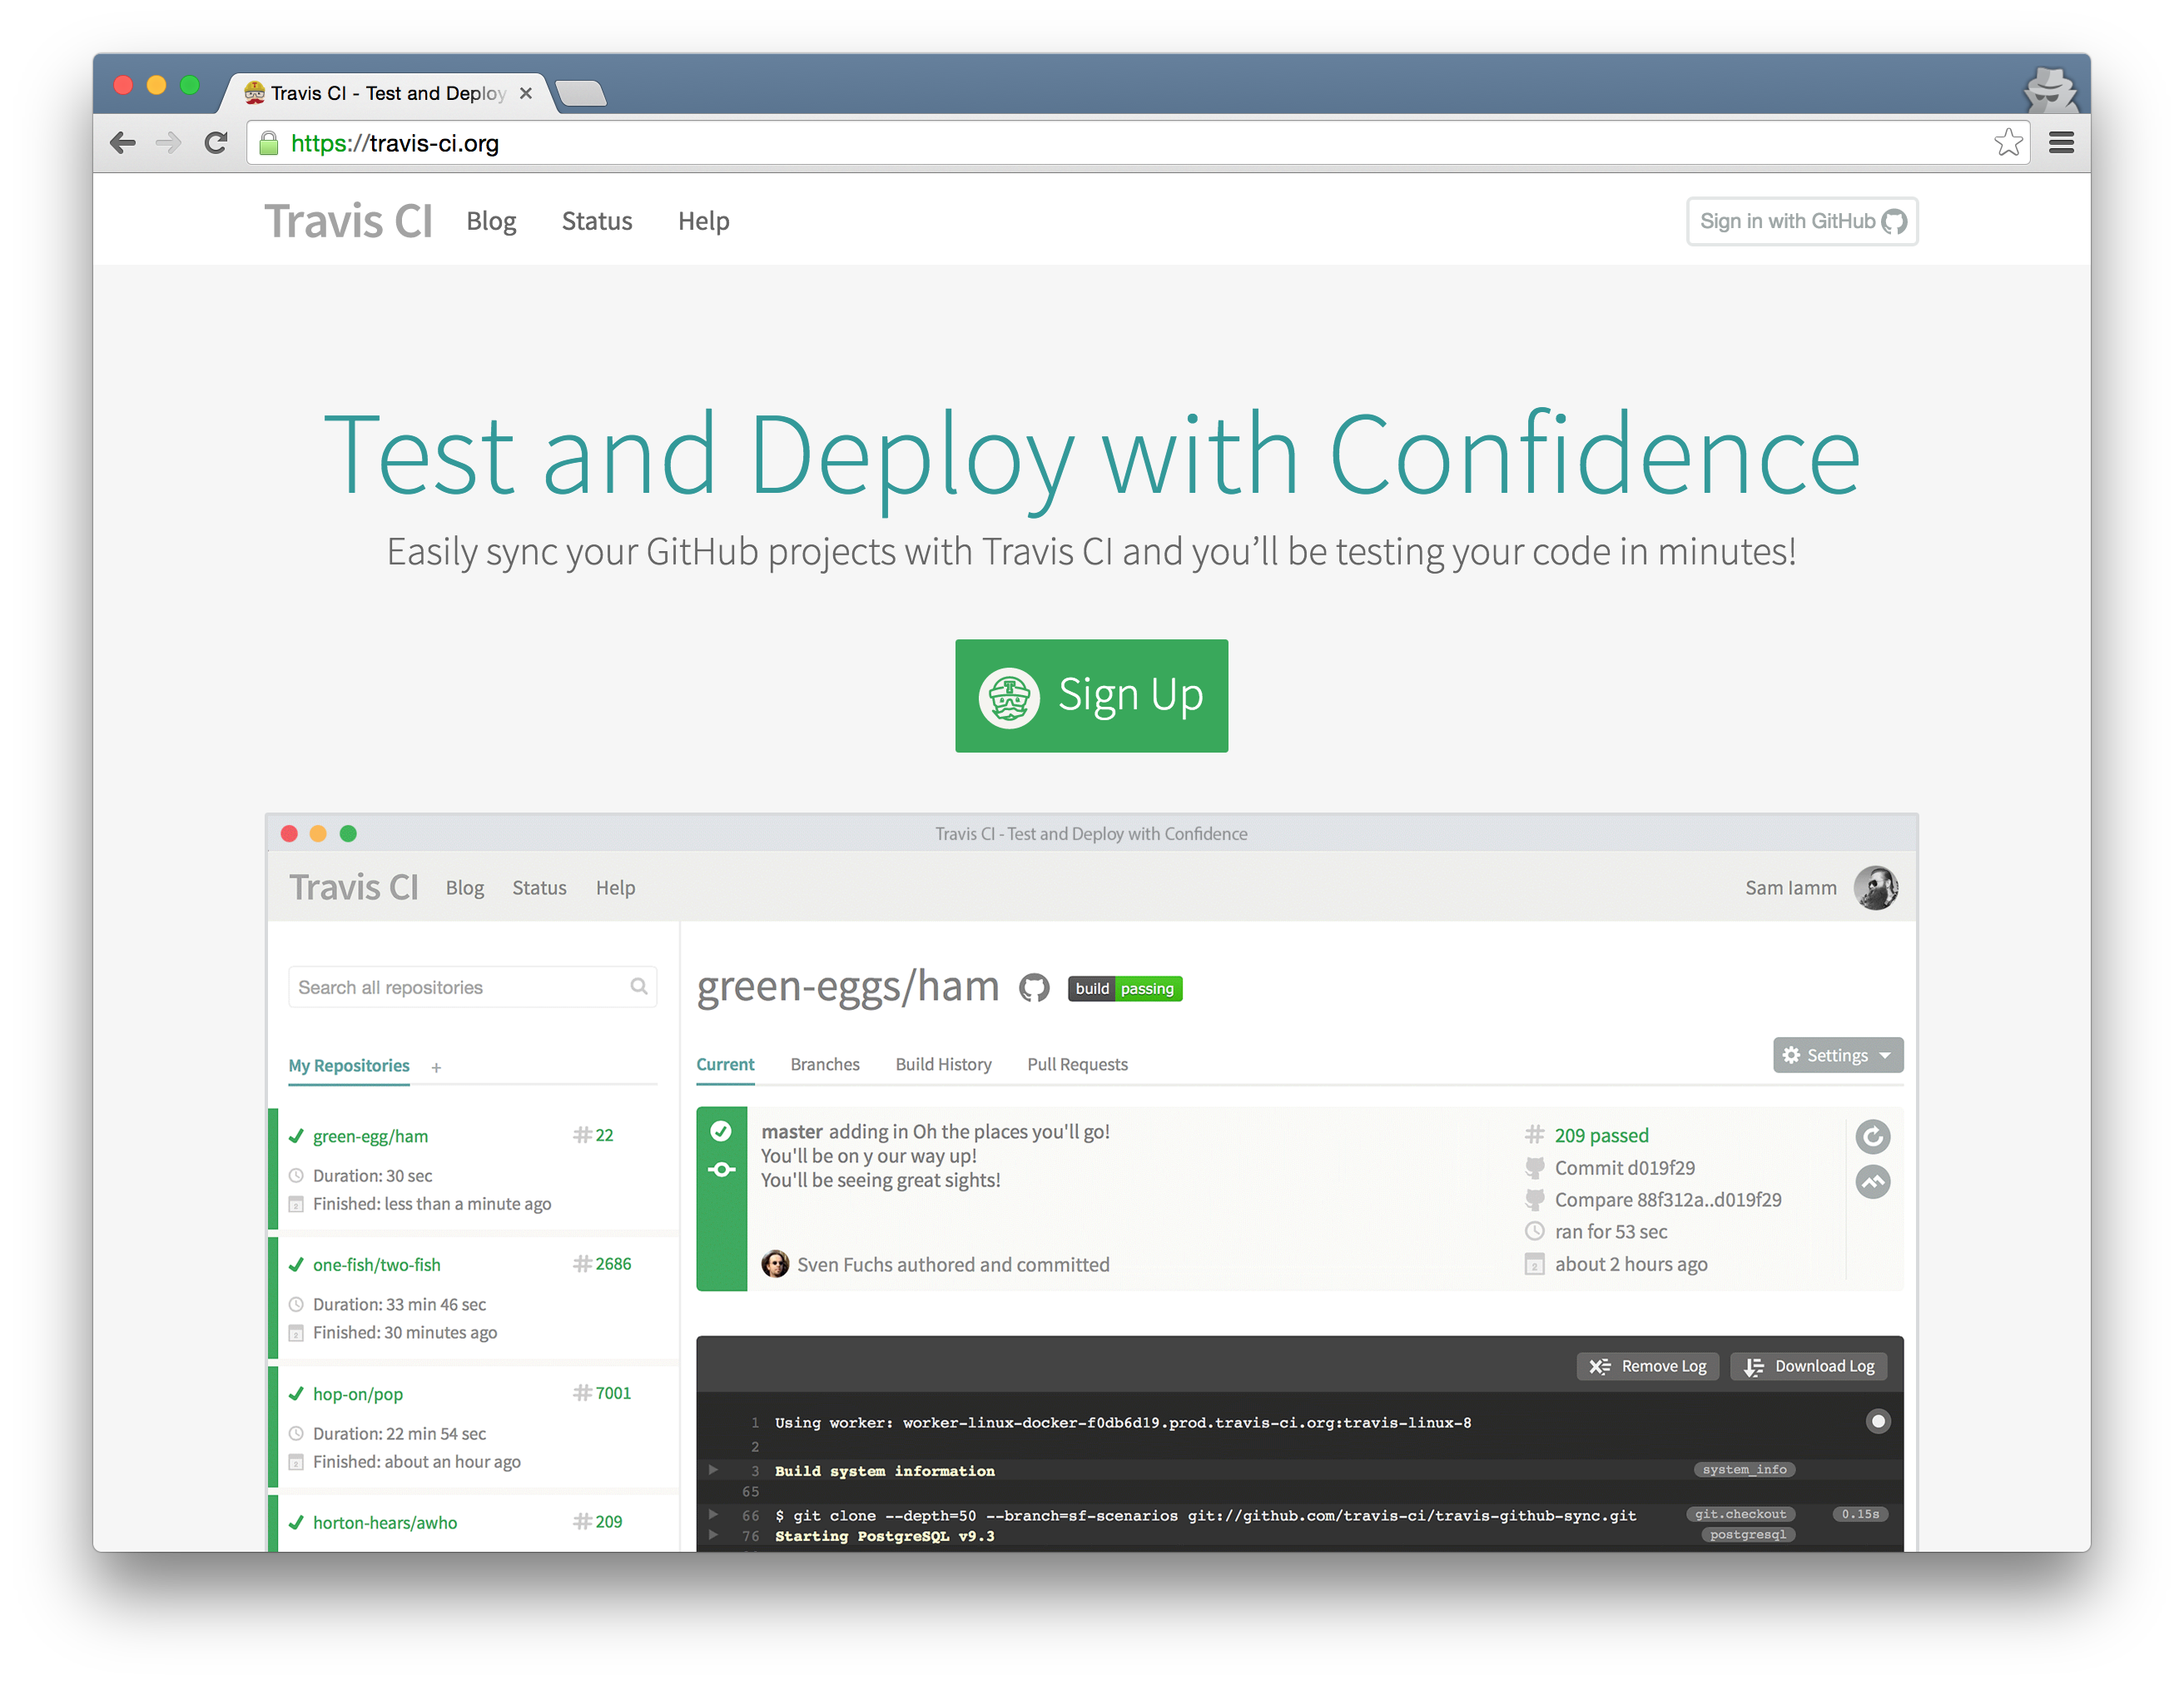 Travis CI - Test and Deploy
https://travis-ci.org
Travis CI Blog Status Help Sign in with GitHub
Test and Deploy with Confidence
Easily sync your GitHub projects with Travis CI and you’ll be testing your code in minutes!
Sign Up
Travis CI - Test and Deploy with Confidence
Travis CI Blog Status Help Sam Iamm
Search all repositories
My Repositories +
green-egg/ham # 22
Duration: 30 sec
Finished: less than a minute ago
one-fish/two-fish # 2686
Duration: 33 min 46 sec
Finished: 30 minutes ago
hop-on/pop # 7001
Duration: 22 min 54 sec
Finished: about an hour ago
horton-hears/awho # 209
green-eggs/ham build passing
Current Branches Build History Pull Requests Settings
master adding in Oh the places you'll go!
You'll be on y our way up!
You'll be seeing great sights!
Sven Fuchs authored and committed
# 209 passed
Commit d019f29
Compare 88f312a..d019f29
ran for 53 sec
about 2 hours ago
Remove Log Download Log
1 Using worker: worker-linux-docker-f0db6d19.prod.travis-ci.org:travis-linux-8
2
3 Build system information system_info
65
66 $ git clone --depth=50 --branch=sf-scenarios git://github.com/travis-ci/travis-github-sync.git git.checkout 0.15s
76 Starting PostgreSQL v9.3 postgresql